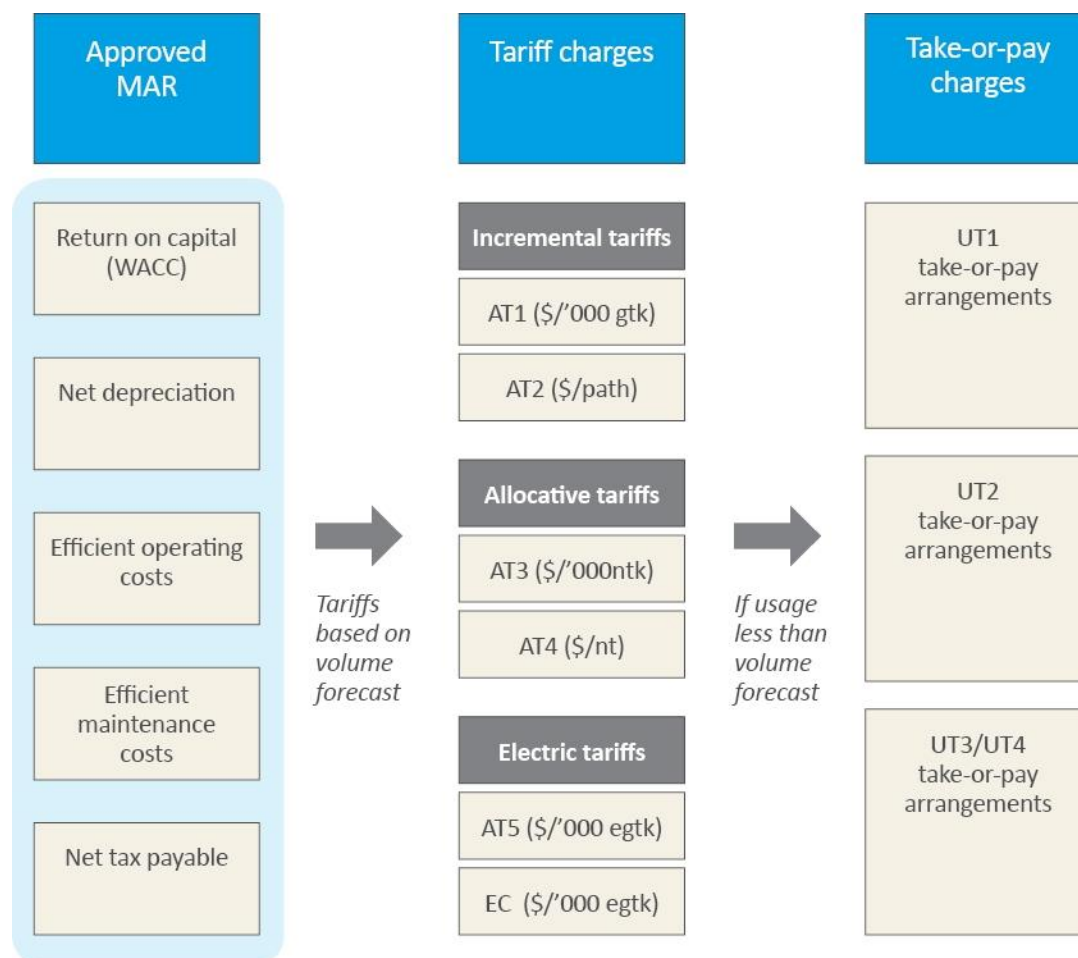 Approved
MAR
Return on capital
(WACC)
Net depreciation
Efficient operating
costs
Efficient
maintenance
costs
Net tax payable
Tariffs
based on
volume
forecast
Tariff charges
Incremental tariffs
AT1 ($/’000 gtk)
AT2 ($/path)
Allocative tariffs
AT3 ($/’000ntk)
AT4 ($/nt)
Electric tariffs
AT5 ($/’000 egtk)
EC ($/’000 egtk)
If usage
less than
volume
forecast
Take-or-pay
charges
UT1
take-or-pay
arrangements
UT2
take-or-pay
arrangements
UT3/UT4
take-or-pay
arrangements